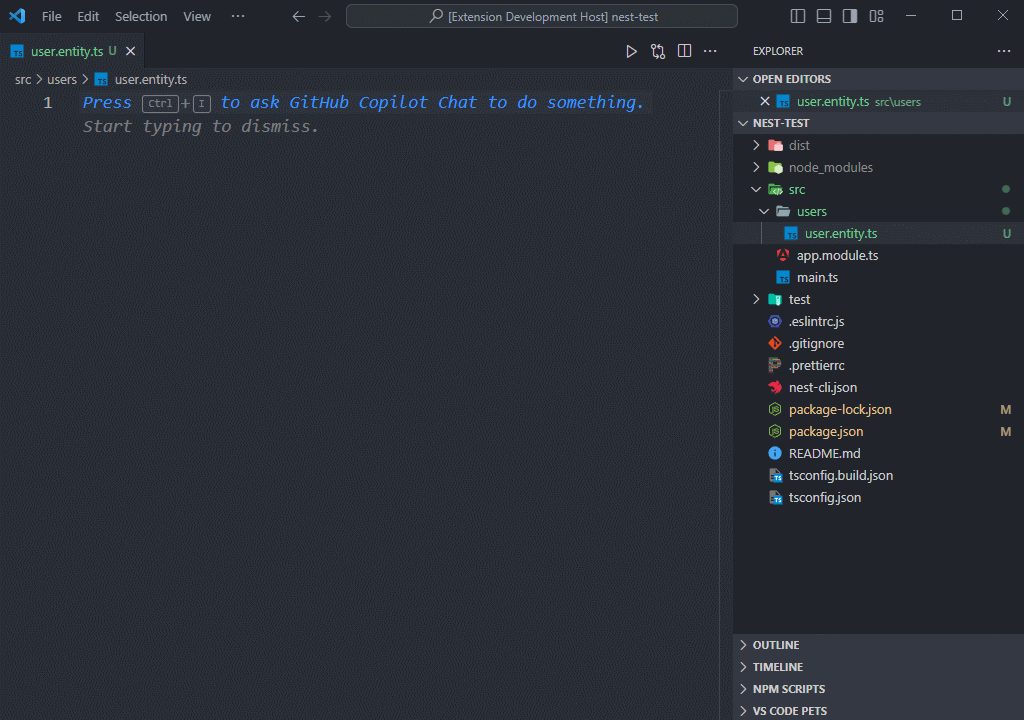 File Edit Selection View ··· [Extension Development Host] nest-test
user.entity.ts U
src users user.entity.ts
1 Press Ctrl+I to ask GitHub Copilot Chat to do something.
Start typing to dismiss.
EXPLORER
OPEN EDITORS
user.entity.ts src\users U
NEST-TEST
dist
node_modules
src
users
user.entity.ts U
app.module.ts
main.ts
test
.eslintrc.js
.gitignore
.prettierrc
nest-cli.json
package-lock.json M
package.json M
README.md
tsconfig.build.json
tsconfig.json
OUTLINE
TIMELINE
NPM SCRIPTS
VS CODE PETS